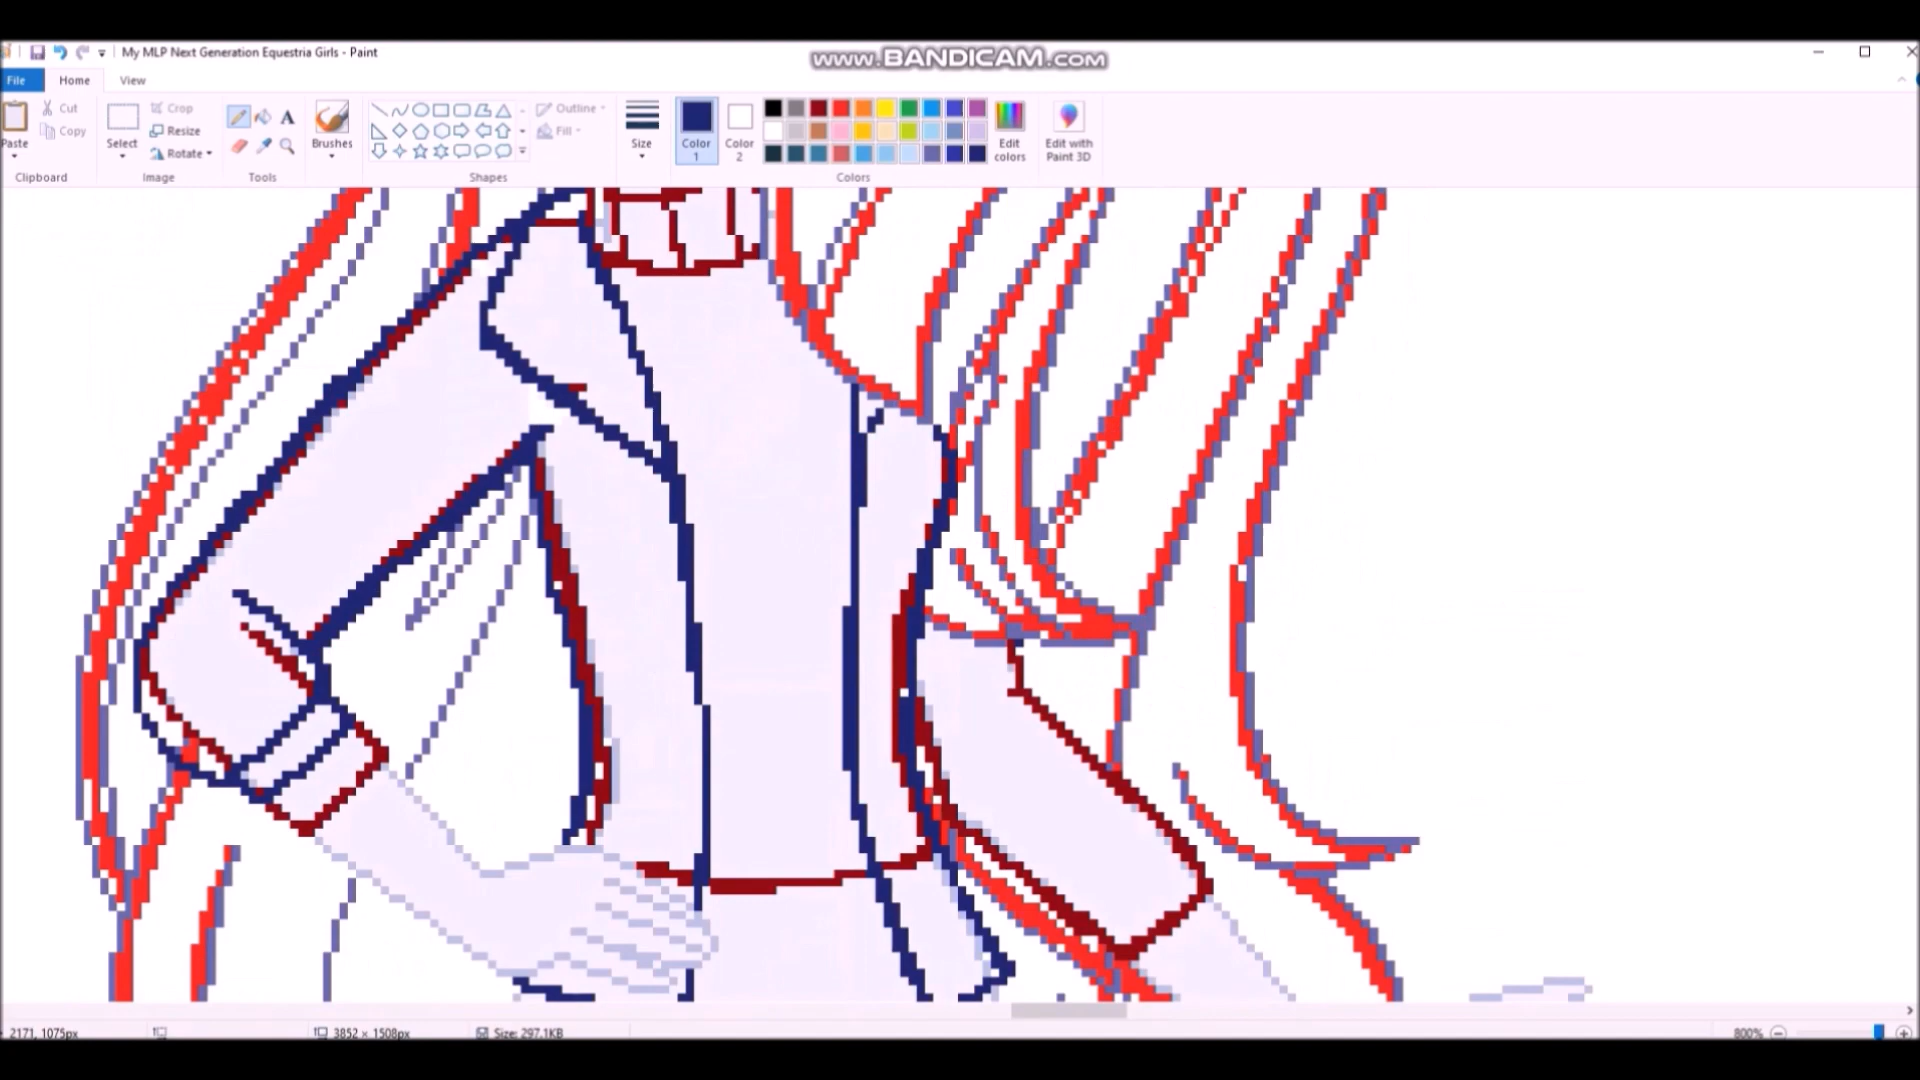 My MLP Next Generation Equestria Girls - Paint
www.BANDICAM.com
File Home View
Cut
Copy
Paste
Clipboard
Select
Crop
Resize
Rotate
Image
A
Tools
Brushes
Outline
Fill
Shapes
Size
Color 1
Color 2
Colors
Edit colors
Edit with Paint 3D
2171, 1075px
3852 × 1508px
Size: 297.1KB
800%